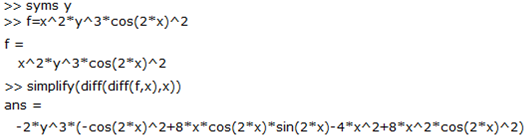 >> syms y
>> f=x^2*y^3*cos(2*x)^2
f =
x^2*y^3*cos(2*x)^2
>> simplify(diff(diff(f,x),x))
ans =
-2*y^3*(-cos(2*x)^2+8*x*cos(2*x)*sin(2*x)-4*x^2+8*x^2*cos(2*x)^2)